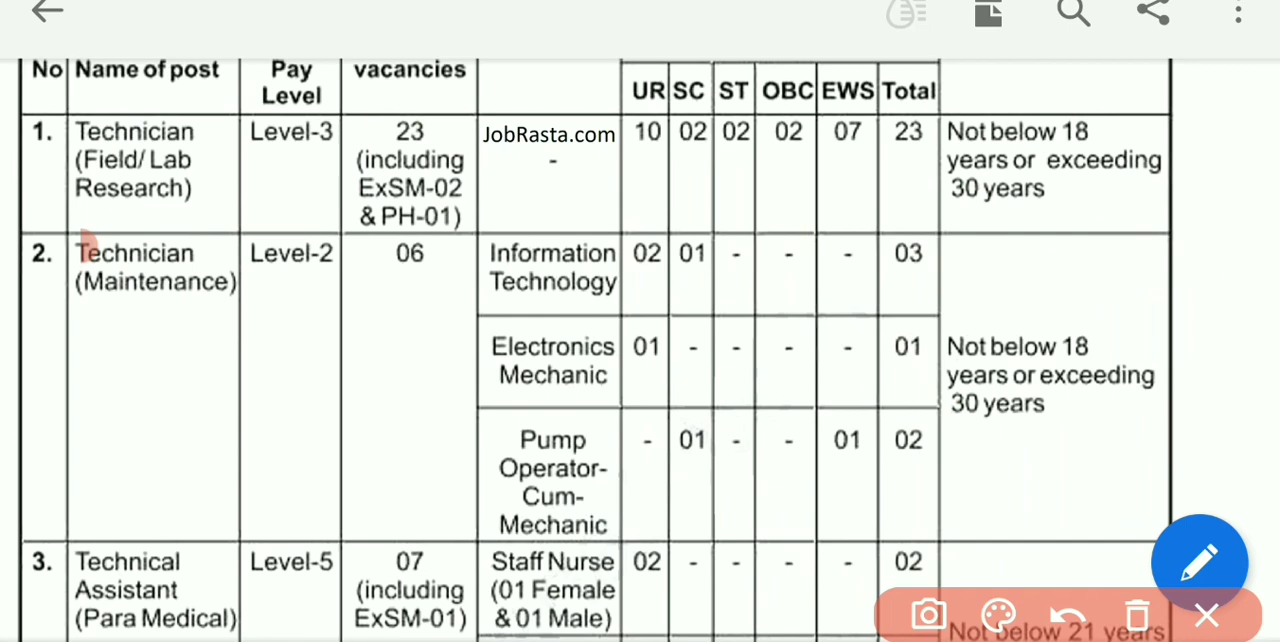 No Name of post Pay Level vacancies
UR SC ST OBC EWS Total
1. Technician (Field/ Lab Research) Level-3 23 (including ExSM-02 & PH-01) JobRasta.com - 10 02 02 02 07 23 Not below 18 years or exceeding 30 years
2. Technician (Maintenance) Level-2 06 Information Technology 02 01 - - - 03
Electronics Mechanic 01 - - - - 01 Not below 18 years or exceeding 30 years
Pump Operator-Cum-Mechanic - 01 - - 01 02
3. Technical Assistant (Para Medical) Level-5 07 (including ExSM-01) Staff Nurse (01 Female & 01 Male) 02 - - - - 02
Not below 21 years